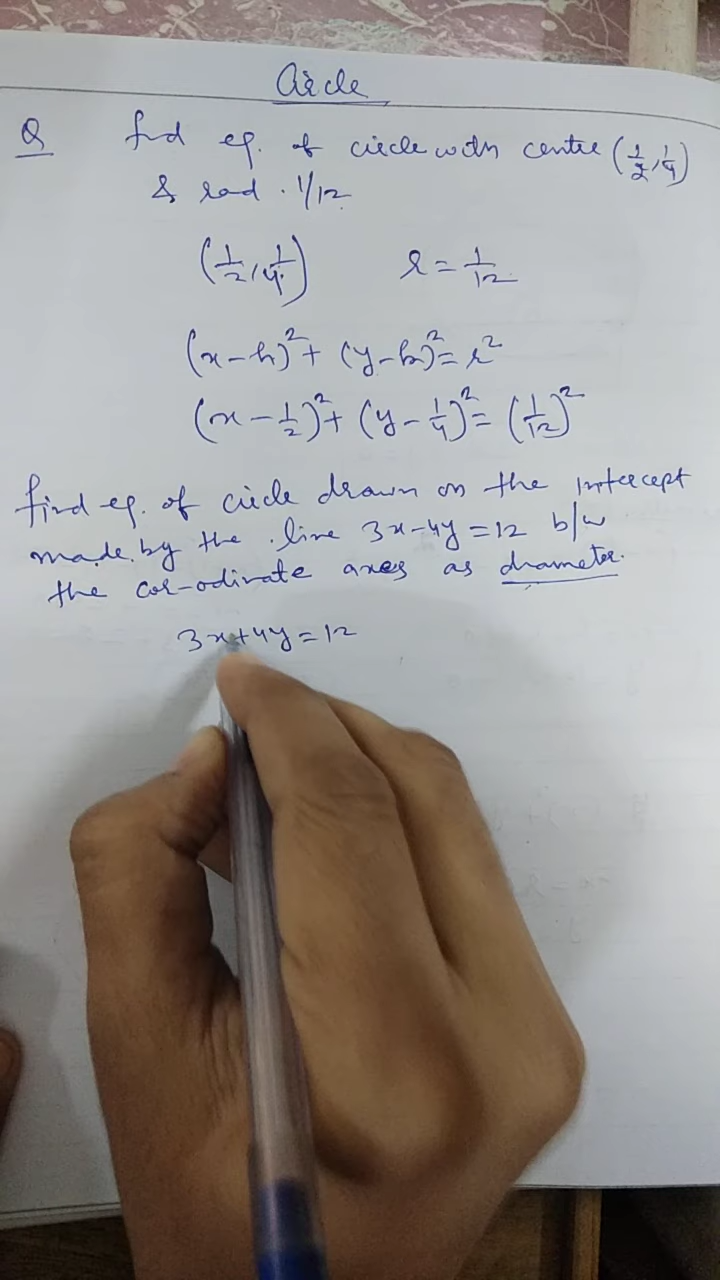 Circle
Q find eq. of circle with centre (1/2, 1/4)
& rad. 1/12
(1/2, 1/4) r = 1/12
(x-h)² + (y-k)² = r²
(x - 1/2)² + (y - 1/4)² = (1/12)²
find eq. of circle drawn on the intercept
made by the line 3x-4y=12 b/w
the cor-odinate axes as diameter.
3x+4y=12